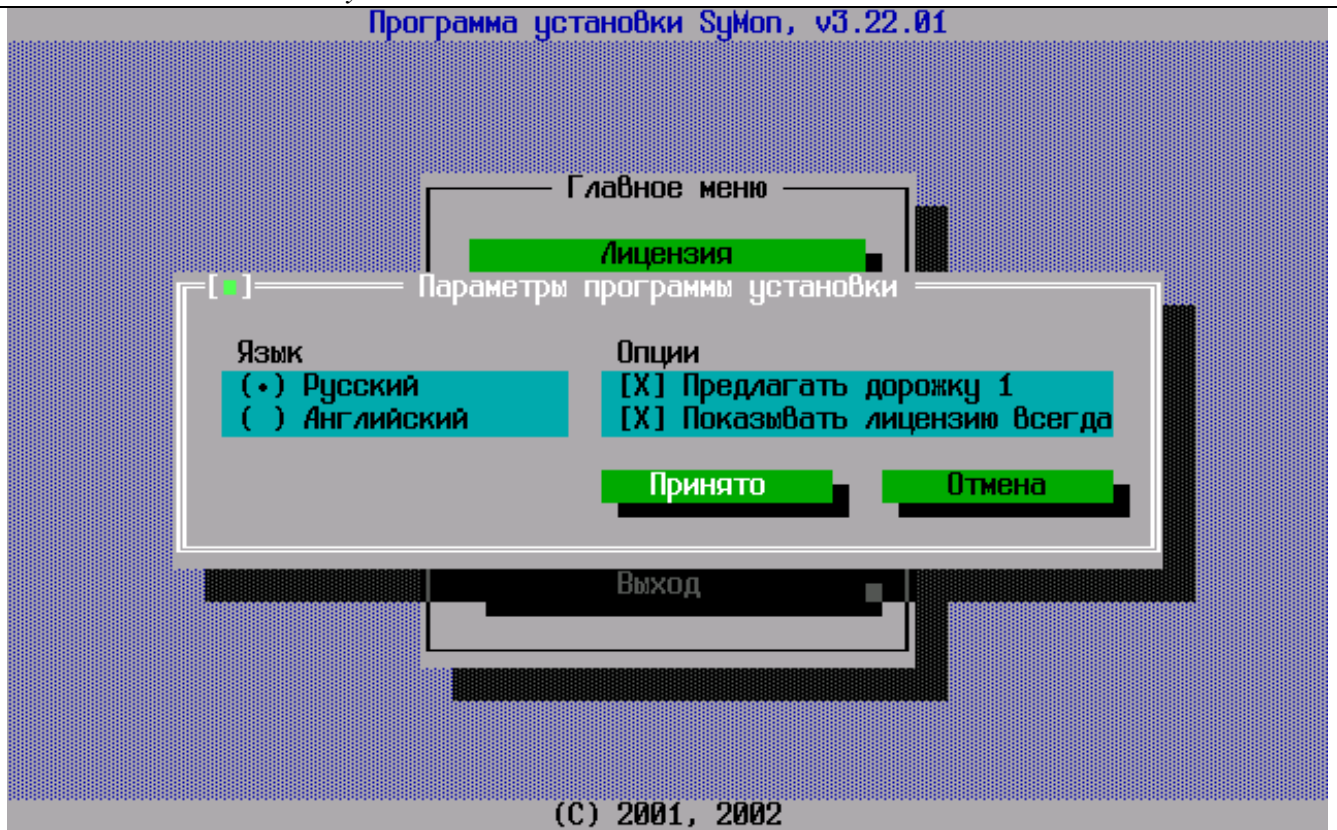 Программа установки SyMon, v3.22.01
Главное меню
Лицензия
[■] Параметры программы установки
Язык Опции
(•) Русский [X] Предлагать дорожку 1
( ) Английский [X] Показывать лицензию всегда
Принято Отмена
Выход
(C) 2001, 2002